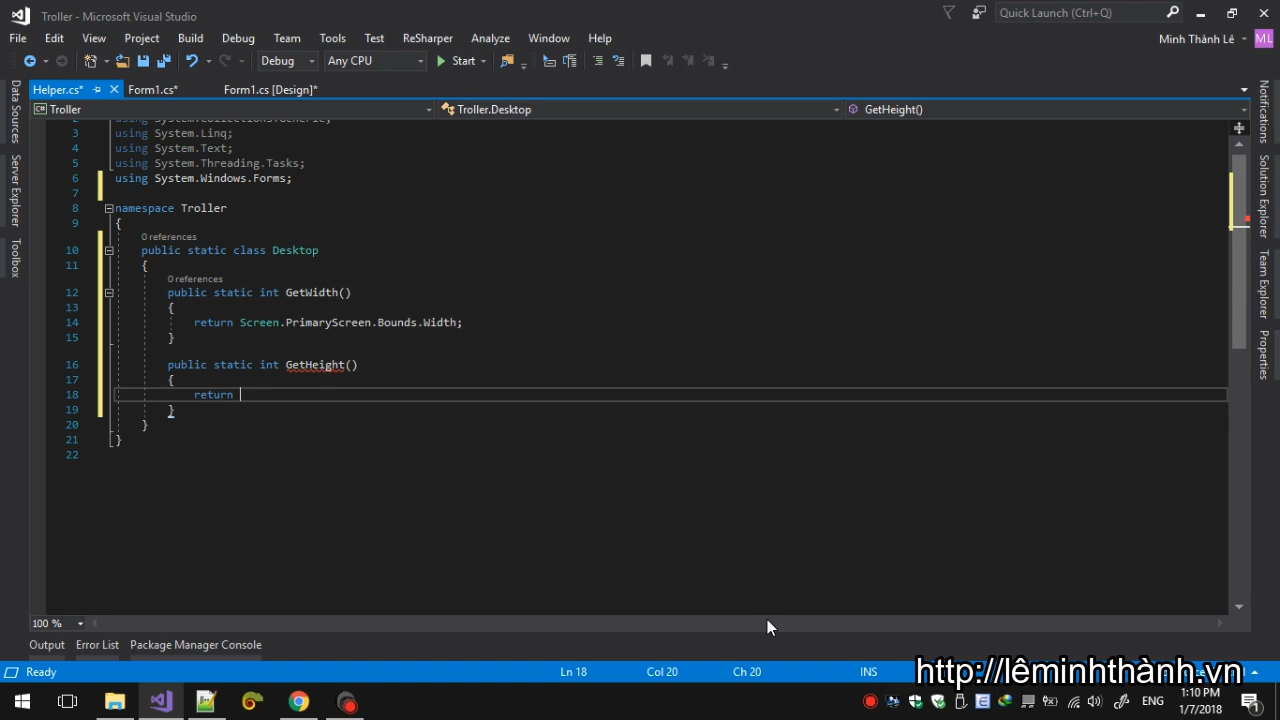 Troller - Microsoft Visual Studio
Quick Launch (Ctrl+Q)
File Edit View Project Build Debug Team Tools Test ReSharper Analyze Window Help
Minh Thành Lê ML
Debug Any CPU Start
Helper.cs* Form1.cs* Form1.cs [Design]*
Troller Troller.Desktop GetHeight()
Data Sources
Server Explorer
Toolbox
Notifications
Solution Explorer
Team Explorer
Properties
2 using System.Collections.Generic;
3 using System.Linq;
4 using System.Text;
5 using System.Threading.Tasks;
6 using System.Windows.Forms;
7
8 namespace Troller
9 {
0 references
10 public static class Desktop
11 {
0 references
12 public static int GetWidth()
13 {
14 return Screen.PrimaryScreen.Bounds.Width;
15 }
16 public static int GetHeight()
17 {
18 return
19 }
20 }
21 }
22
100 %
Output Error List Package Manager Console
Ready Ln 18 Col 20 Ch 20 INS
http://lêminhthành.vn
ENG
1:10 PM
1/7/2018